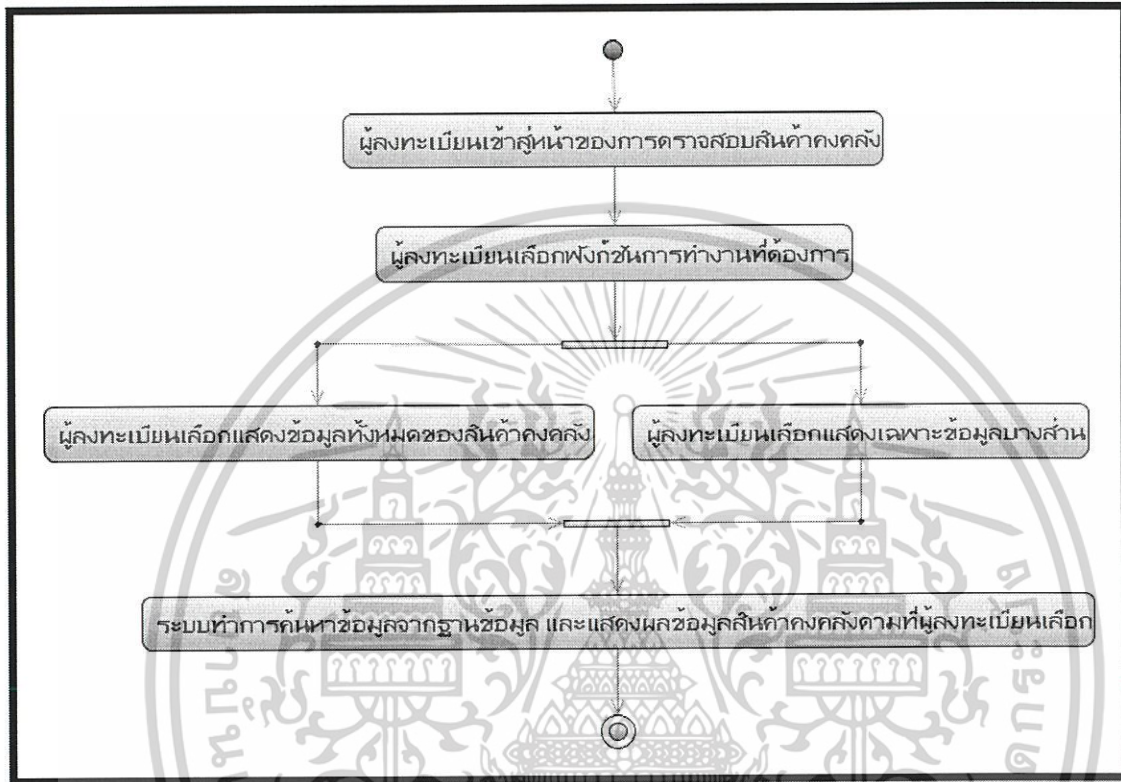 ผู้ลงทะเบียนเข้าสู่หน้าของการตรวจสอบสินค้าคงคลัง
ผู้ลงทะเบียนเลือกฟังก์ชันการทำงานที่ต้องการ
ผู้ลงทะเบียนเลือกแสดงข้อมูลทั้งหมดของสินค้าคงคลัง
ผู้ลงทะเบียนเลือกแสดงเฉพาะข้อมูลบางส่วน
ระบบทำการค้นหาข้อมูลจากฐานข้อมูล และแสดงผลข้อมูลสินค้าคงคลังตามที่ผู้ลงทะเบียนเลือก